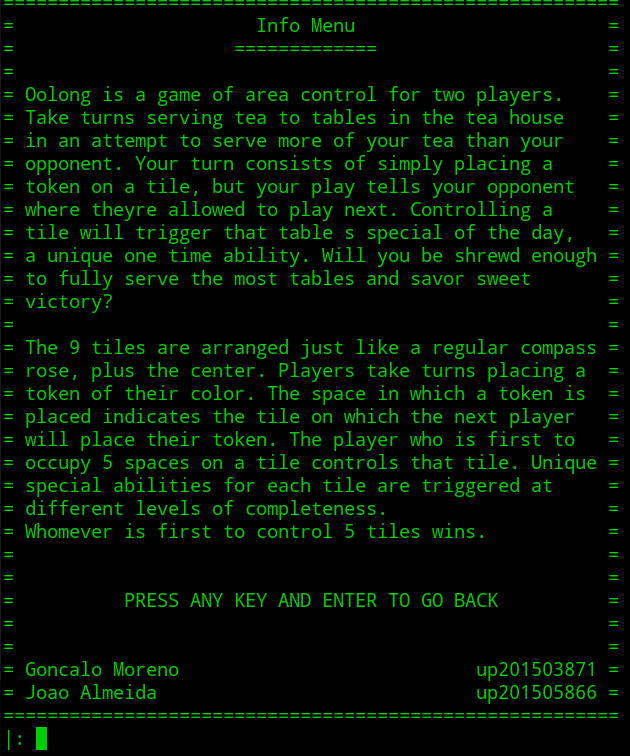 ========================================================
=                      Info Menu                       =
=                    =============                     =
=                                                      =
= Oolong is a game of area control for two players.    =
= Take turns serving tea to tables in the tea house    =
= in an attempt to serve more of your tea than your    =
= opponent. Your turn consists of simply placing a     =
= token on a tile, but your play tells your opponent   =
= where theyre allowed to play next. Controlling a     =
= tile will trigger that table s special of the day,   =
= a unique one time ability. Will you be shrewd enough =
= to fully serve the most tables and savor sweet       =
= victory?                                             =
=                                                      =
= The 9 tiles are arranged just like a regular compass =
= rose, plus the center. Players take turns placing a  =
= token of their color. The space in which a token is  =
= placed indicates the tile on which the next player   =
= will place their token. The player who is first to   =
= occupy 5 spaces on a tile controls that tile. Unique =
= special abilities for each tile are triggered at     =
= different levels of completeness.                    =
= Whomever is first to control 5 tiles wins.           =
=                                                      =
=                                                      =
=          PRESS ANY KEY AND ENTER TO GO BACK          =
=                                                      =
=                                                      =
= Goncalo Moreno                           up201503871 =
= Joao Almeida                             up201505866 =
========================================================
|: